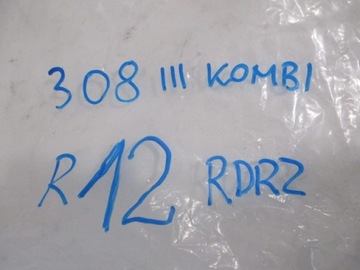 308 III KOMBI
R12 RDRZ